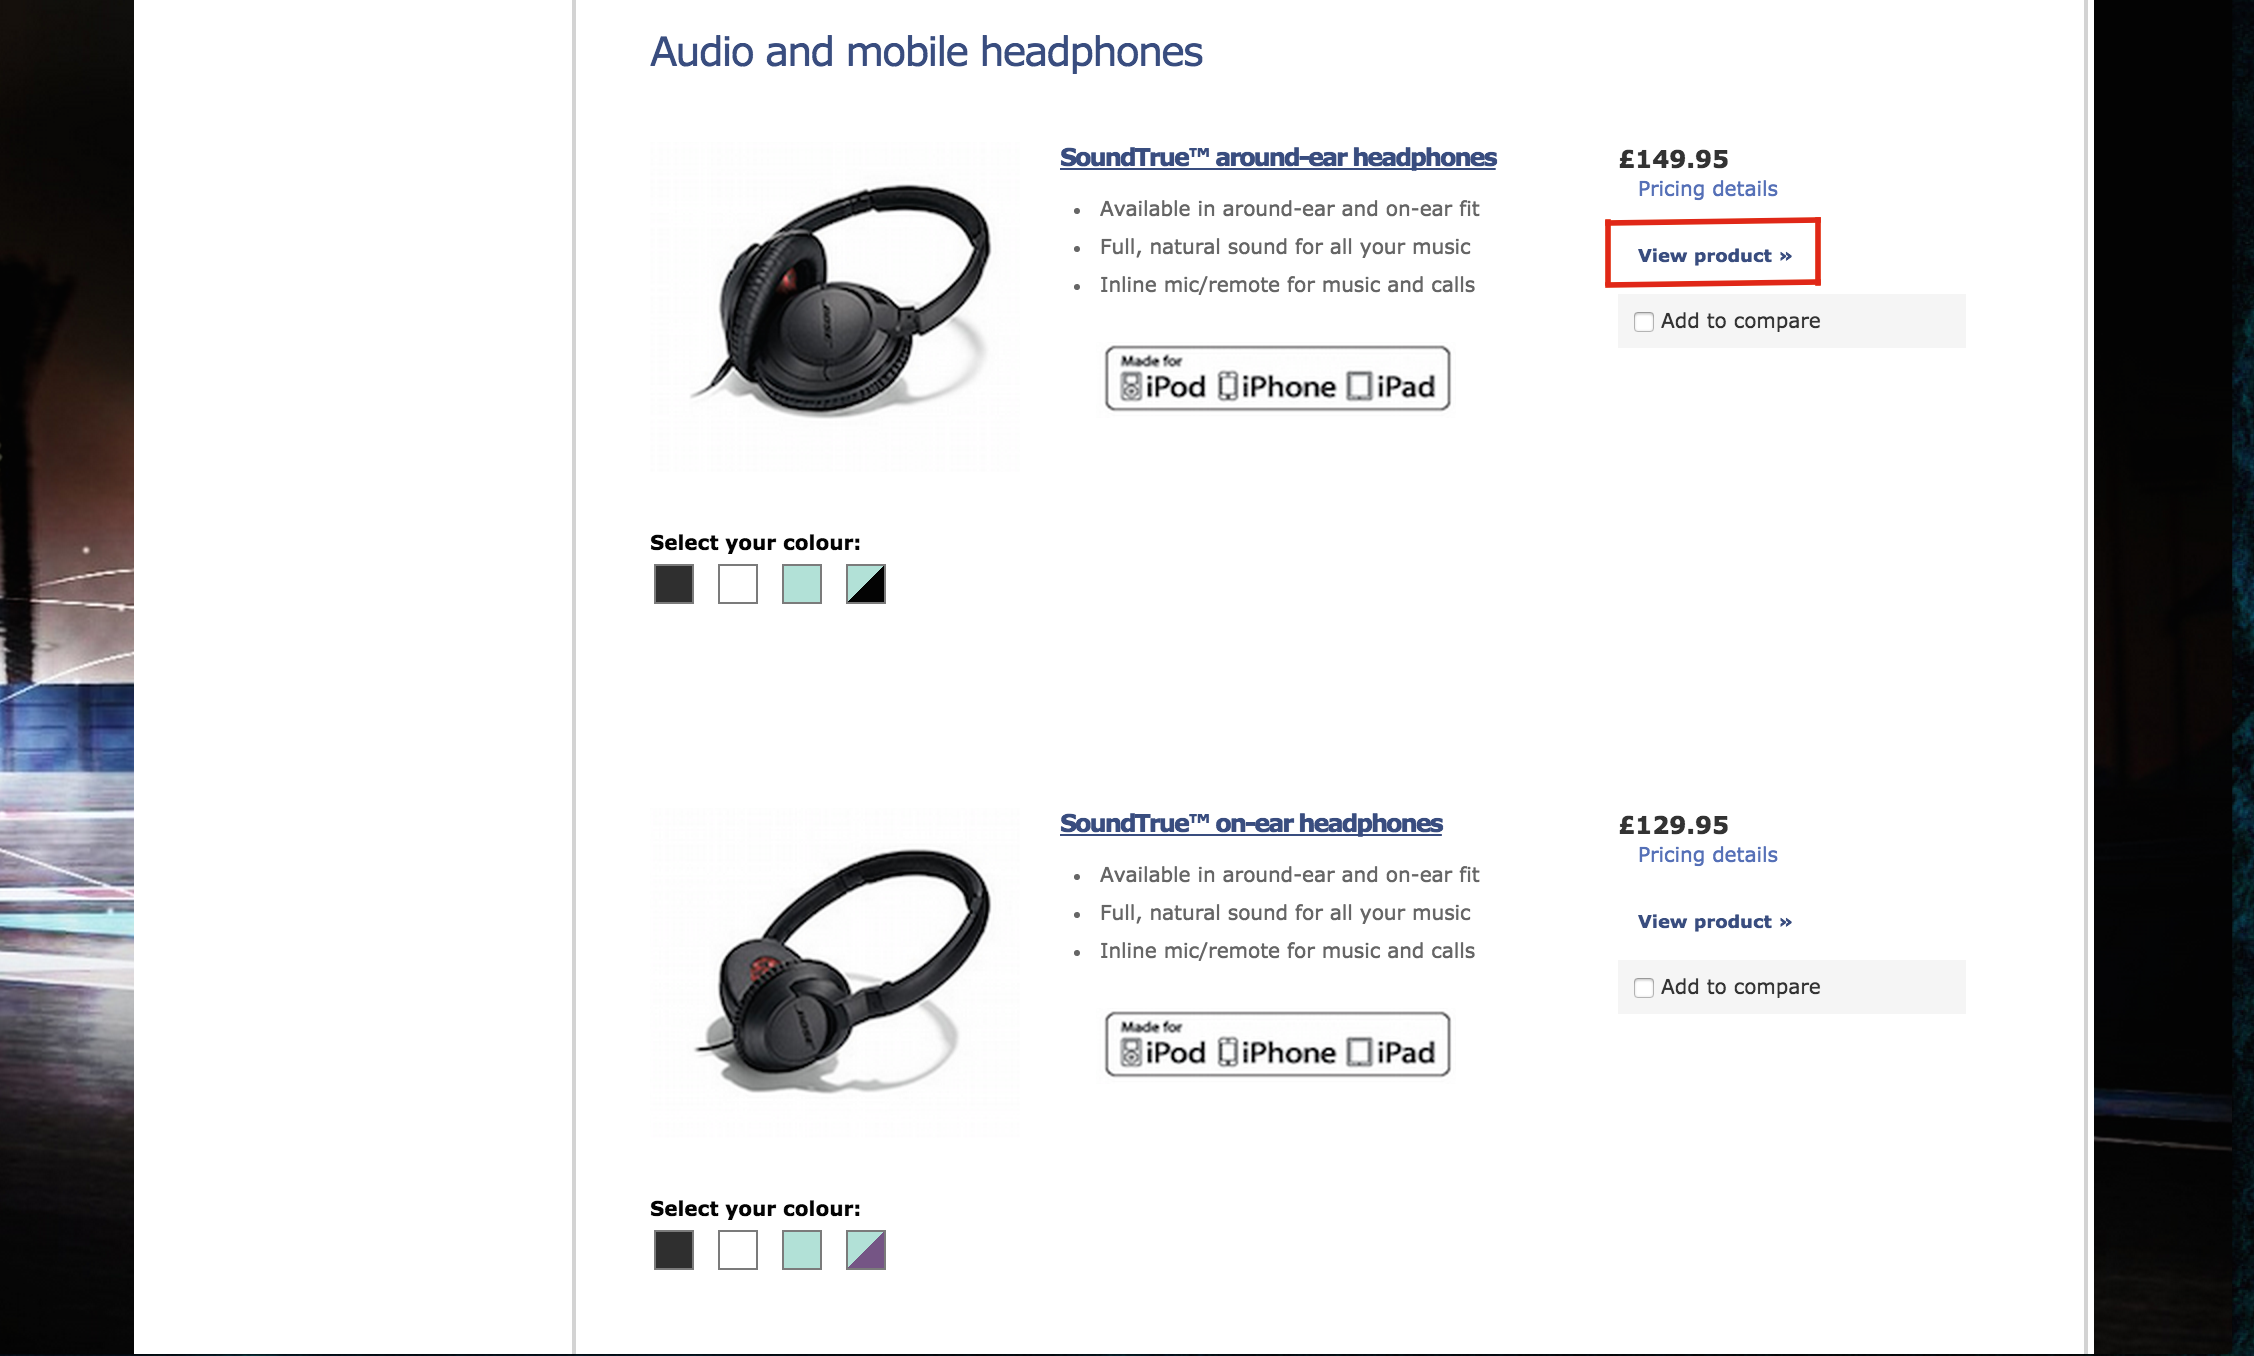 Audio and mobile headphones
SoundTrue™ around-ear headphones
• Available in around-ear and on-ear fit
• Full, natural sound for all your music
• Inline mic/remote for music and calls
Made for
iPod iPhone iPad
£149.95
Pricing details
View product »
Add to compare
BOSE
Select your colour:
SoundTrue™ on-ear headphones
• Available in around-ear and on-ear fit
• Full, natural sound for all your music
• Inline mic/remote for music and calls
Made for
iPod iPhone iPad
£129.95
Pricing details
View product »
Add to compare
BOSE
Select your colour: